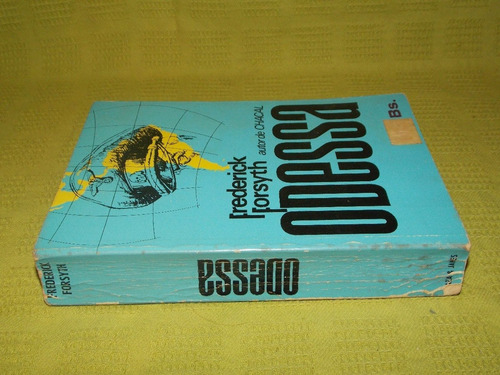 Frederick
Forsyth
autor de CHACAL
ODESSA
Bs.
FREDERICK
FORSYTH
ODESSA